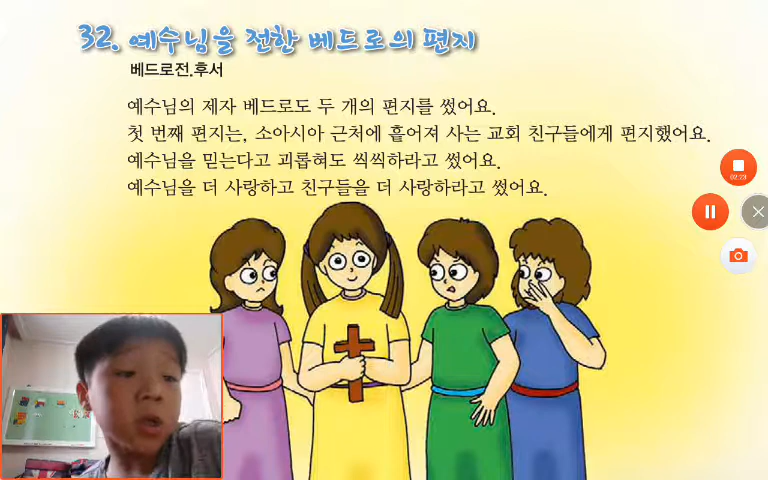 32. 예수님을 전한 베드로의 편지
베드로전.후서
예수님의 제자 베드로도 두 개의 편지를 썼어요.
첫 번째 편지는, 소아시아 근처에 흩어져 사는 교회 친구들에게 편지했어요.
예수님을 믿는다고 괴롭혀도 씩씩하라고 썼어요.
예수님을 더 사랑하고 친구들을 더 사랑하라고 썼어요.
02:23